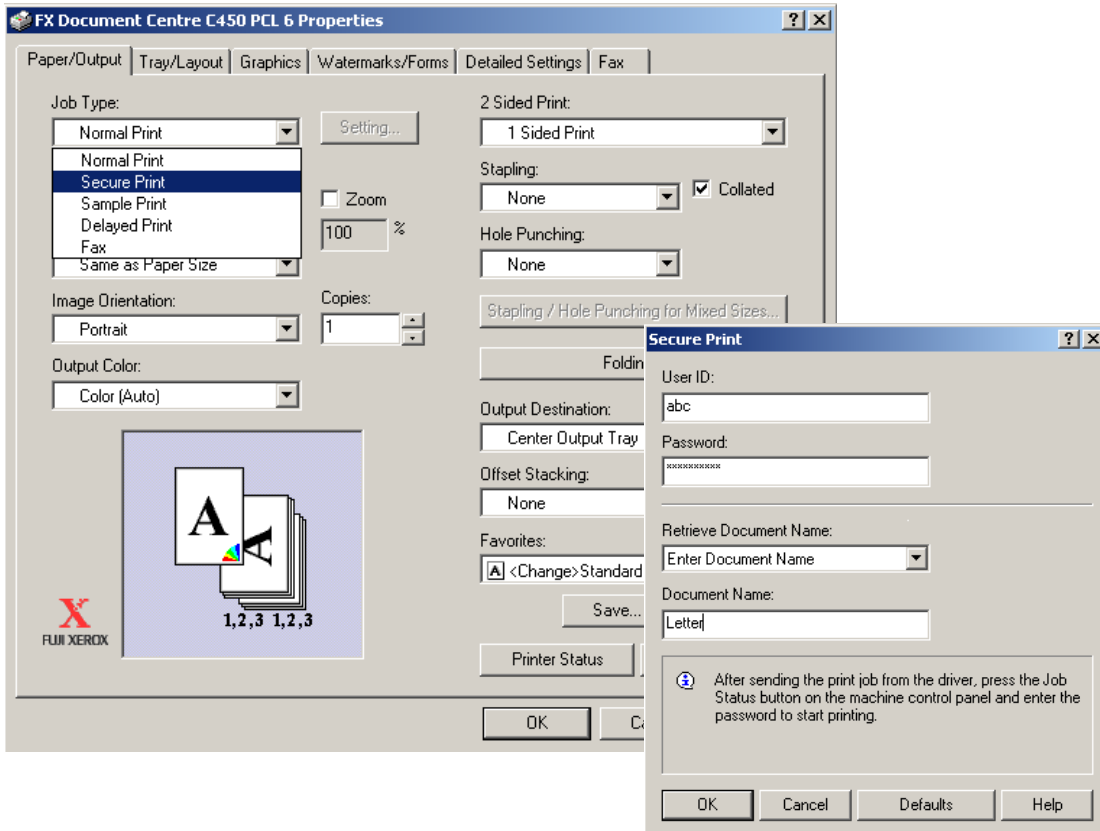 FX Document Centre C450 PCL 6 Properties
Paper/Output Tray/Layout Graphics Watermarks/Forms Detailed Settings Fax
Job Type:
Normal Print
Setting...
Normal Print
Secure Print
Sample Print
Delayed Print
Fax
Same as Paper Size
Zoom
100 %
Image Orientation:
Portrait
Copies:
1
Output Color:
Color (Auto)
A
A
1,2,3 1,2,3
X
FUJI XEROX
2 Sided Print:
1 Sided Print
Stapling:
None
Collated
Hole Punching:
None
Stapling / Hole Punching for Mixed Sizes...
Output Destination:
Center Output Tray
Offset Stacking:
None
Favorites:
A <Change>Standard
Save...
Printer Status
OK
Secure Print
User ID:
abc
Password:
××××××××××
Retrieve Document Name:
Enter Document Name
Document Name:
Letter
After sending the print job from the driver, press the Job
Status button on the machine control panel and enter the
password to start printing.
OK Cancel Defaults Help